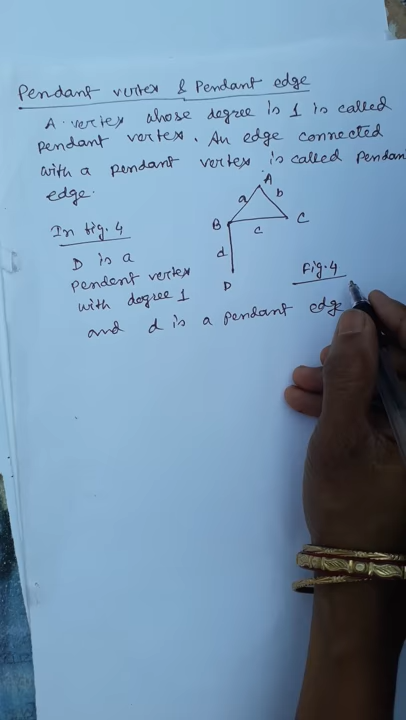 Pendant vertex & Pendant edge
A vertex whose degree is 1 is called
pendant vertex. An edge connected
with a pendant vertex is called pendan
edge.
In fig. 4
D is a
pendent vertex
with degree 1
and d is a pendant edge
A
a
b
B
C
c
d
D
Fig. 4